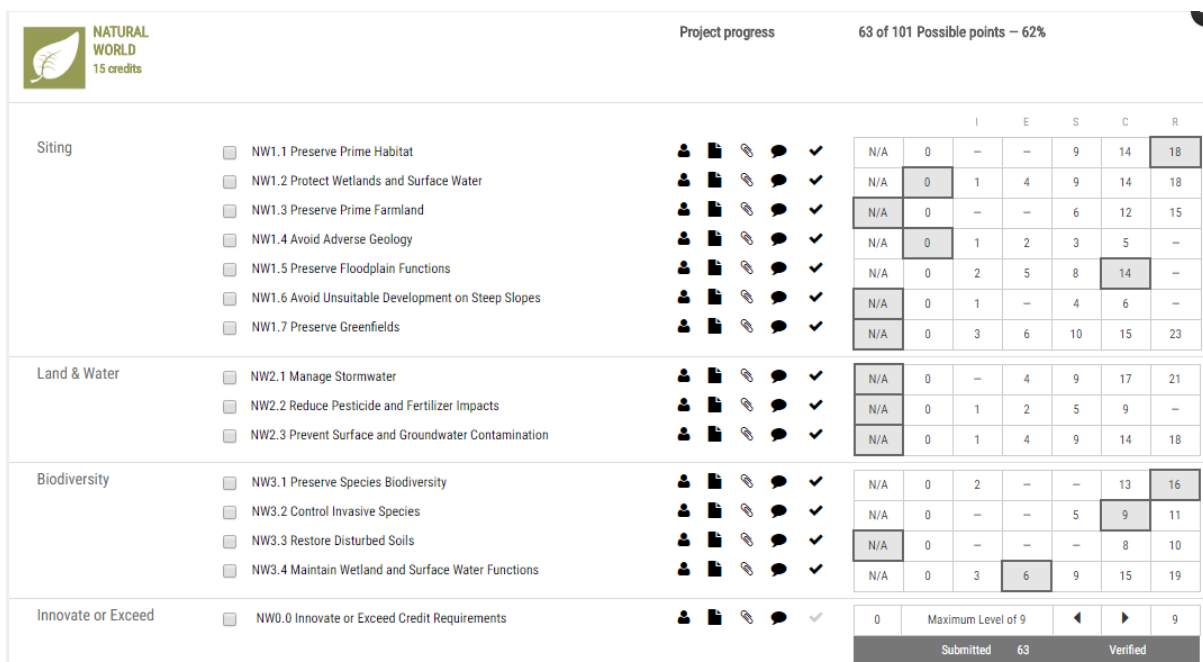 NATURAL
WORLD
15 credits
Project progress
63 of 101 Possible points — 62%
I E S C R
Siting
NW1.1 Preserve Prime Habitat N/A 0 – – 9 14 18
NW1.2 Protect Wetlands and Surface Water N/A 0 1 4 9 14 18
NW1.3 Preserve Prime Farmland N/A 0 – – 6 12 15
NW1.4 Avoid Adverse Geology N/A 0 1 2 3 5 –
NW1.5 Preserve Floodplain Functions N/A 0 2 5 8 14 –
NW1.6 Avoid Unsuitable Development on Steep Slopes N/A 0 1 – 4 6 –
NW1.7 Preserve Greenfields N/A 0 3 6 10 15 23
Land & Water
NW2.1 Manage Stormwater N/A 0 – 4 9 17 21
NW2.2 Reduce Pesticide and Fertilizer Impacts N/A 0 1 2 5 9 –
NW2.3 Prevent Surface and Groundwater Contamination N/A 0 1 4 9 14 18
Biodiversity
NW3.1 Preserve Species Biodiversity N/A 0 2 – – 13 16
NW3.2 Control Invasive Species N/A 0 – – 5 9 11
NW3.3 Restore Disturbed Soils N/A 0 – – – 8 10
NW3.4 Maintain Wetland and Surface Water Functions N/A 0 3 6 9 15 19
Innovate or Exceed
NW0.0 Innovate or Exceed Credit Requirements 0 Maximum Level of 9 9
Submitted 63 Verified